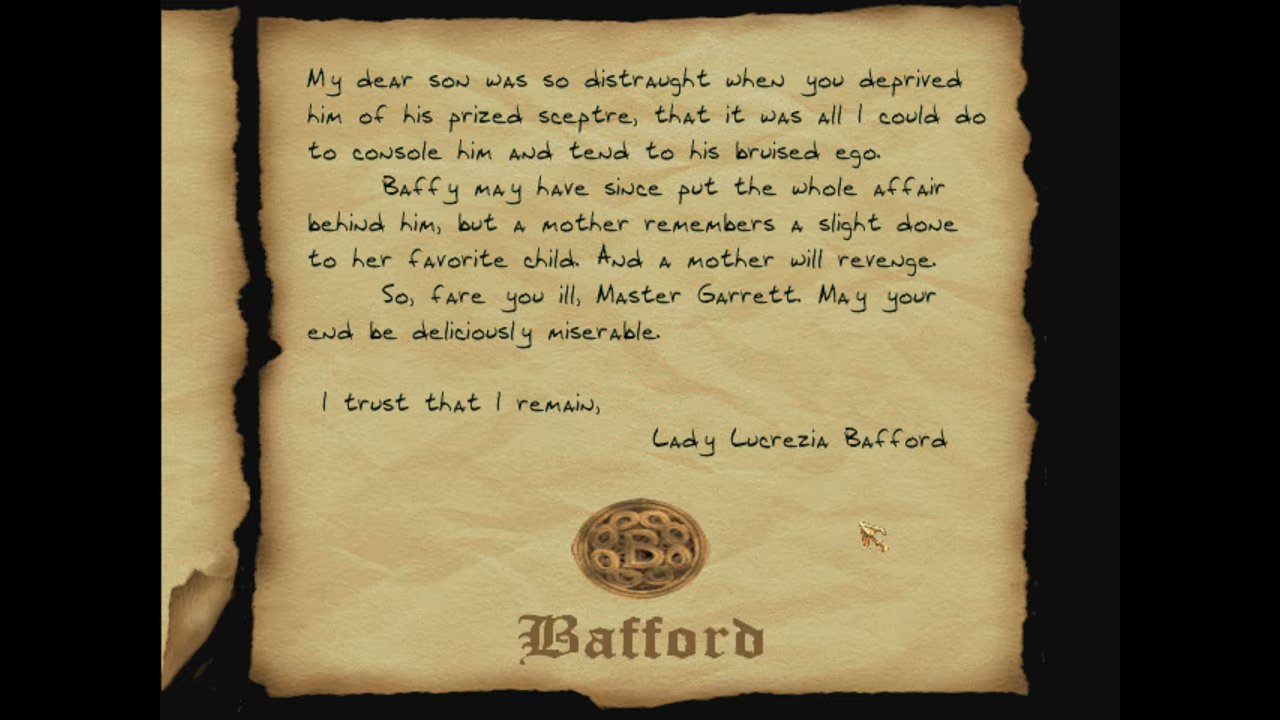 My dear son was so distraught when you deprived
him of his prized sceptre, that it was all I could do
to console him and tend to his bruised ego.
Baffy may have since put the whole affair
behind him, but a mother remembers a slight done
to her favorite child. And a mother will revenge.
So, fare you ill, Master Garrett. May your
end be deliciously miserable.
I trust that I remain,
Lady Lucrezia Bafford
B
Bafford